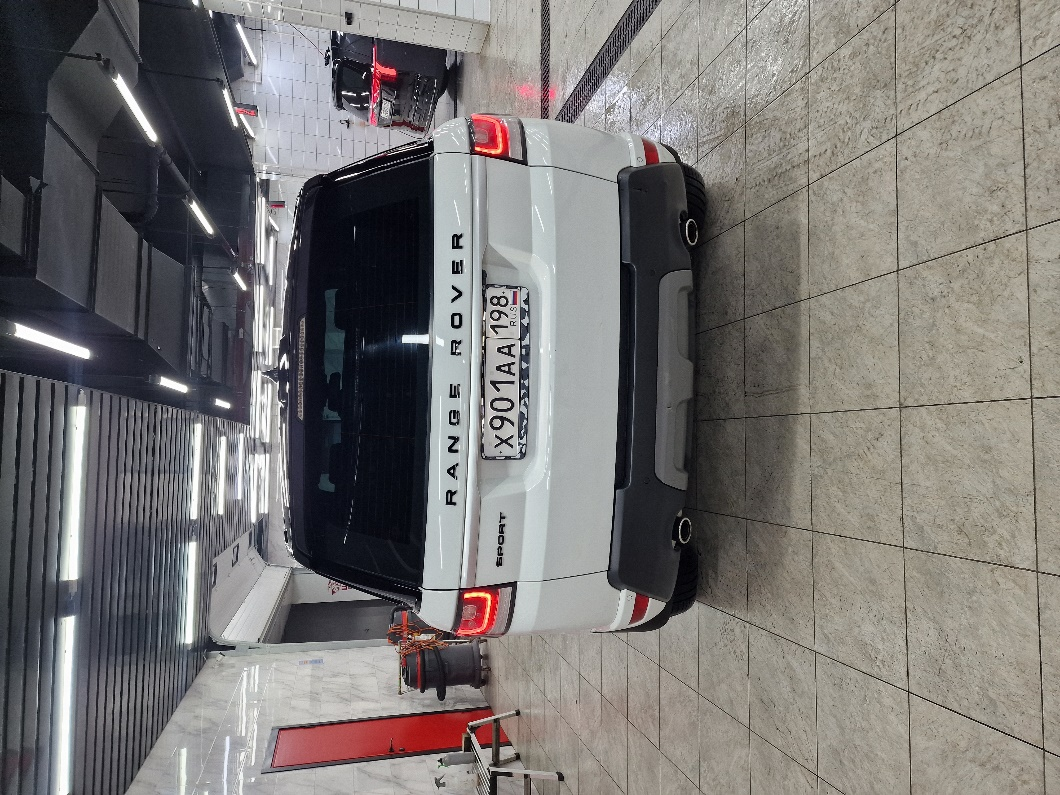 RANGE ROVER
X901AA 198
RUS
SPORT